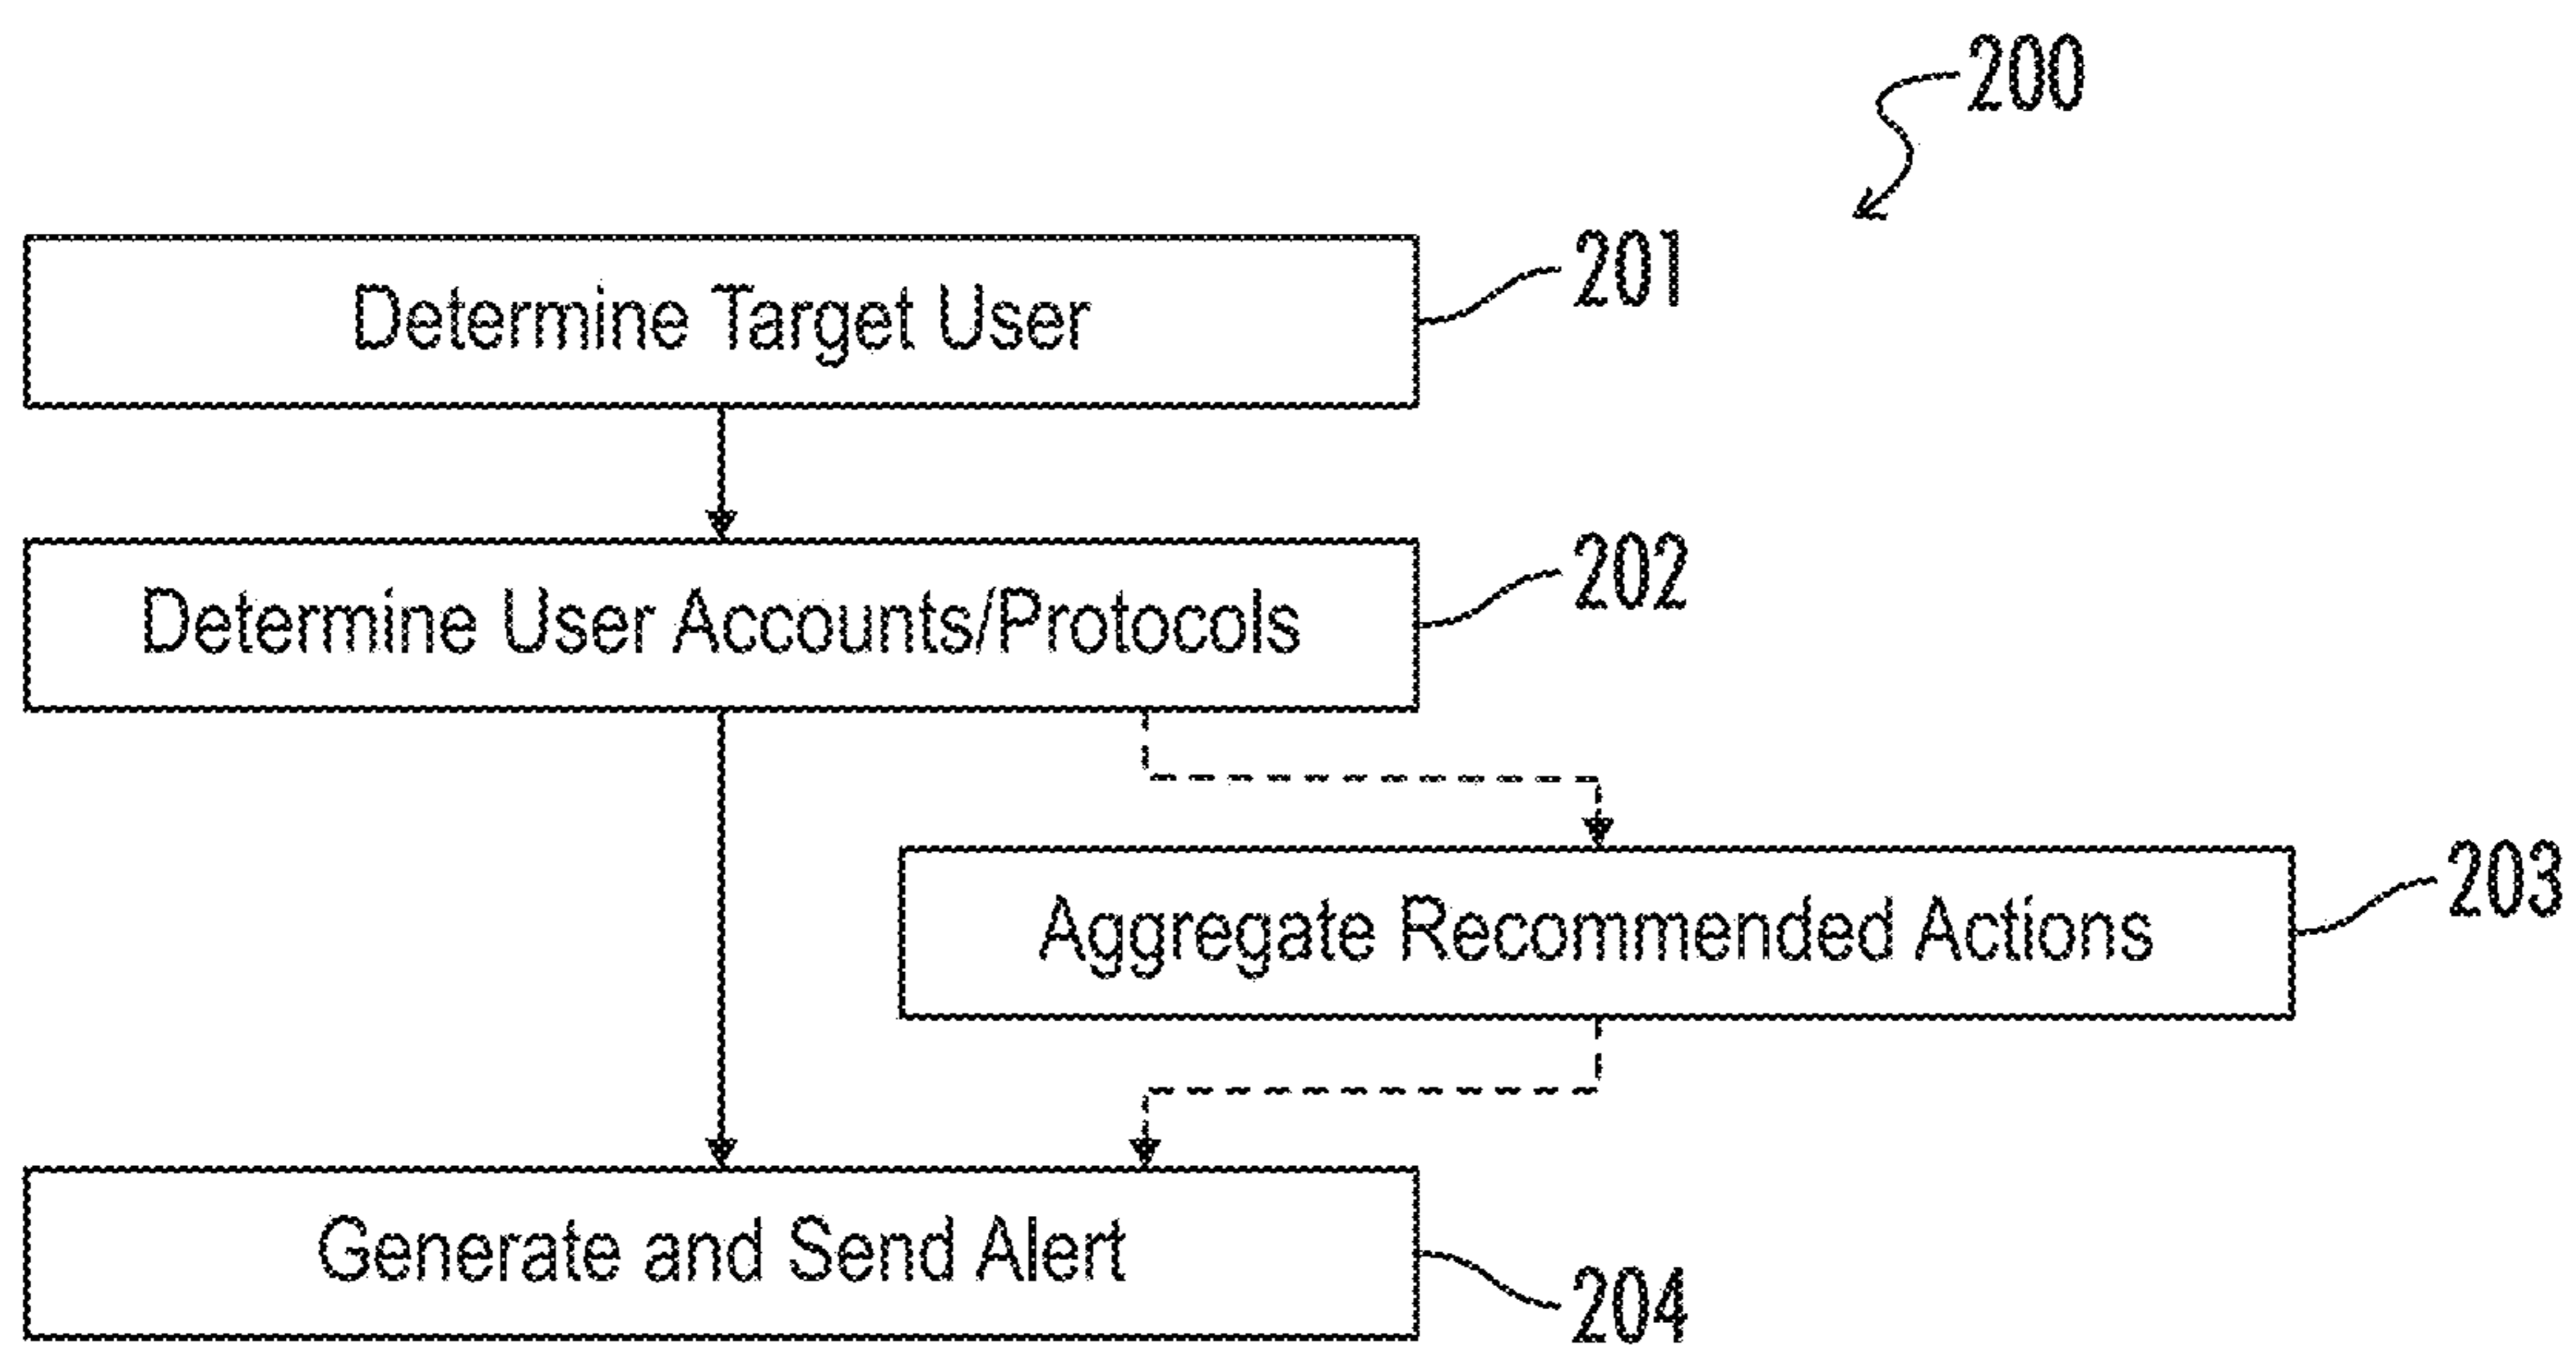 200
Determine Target User
201
Determine User Accounts/Protocols
202
Aggregate Recommended Actions
203
Generate and Send Alert
204